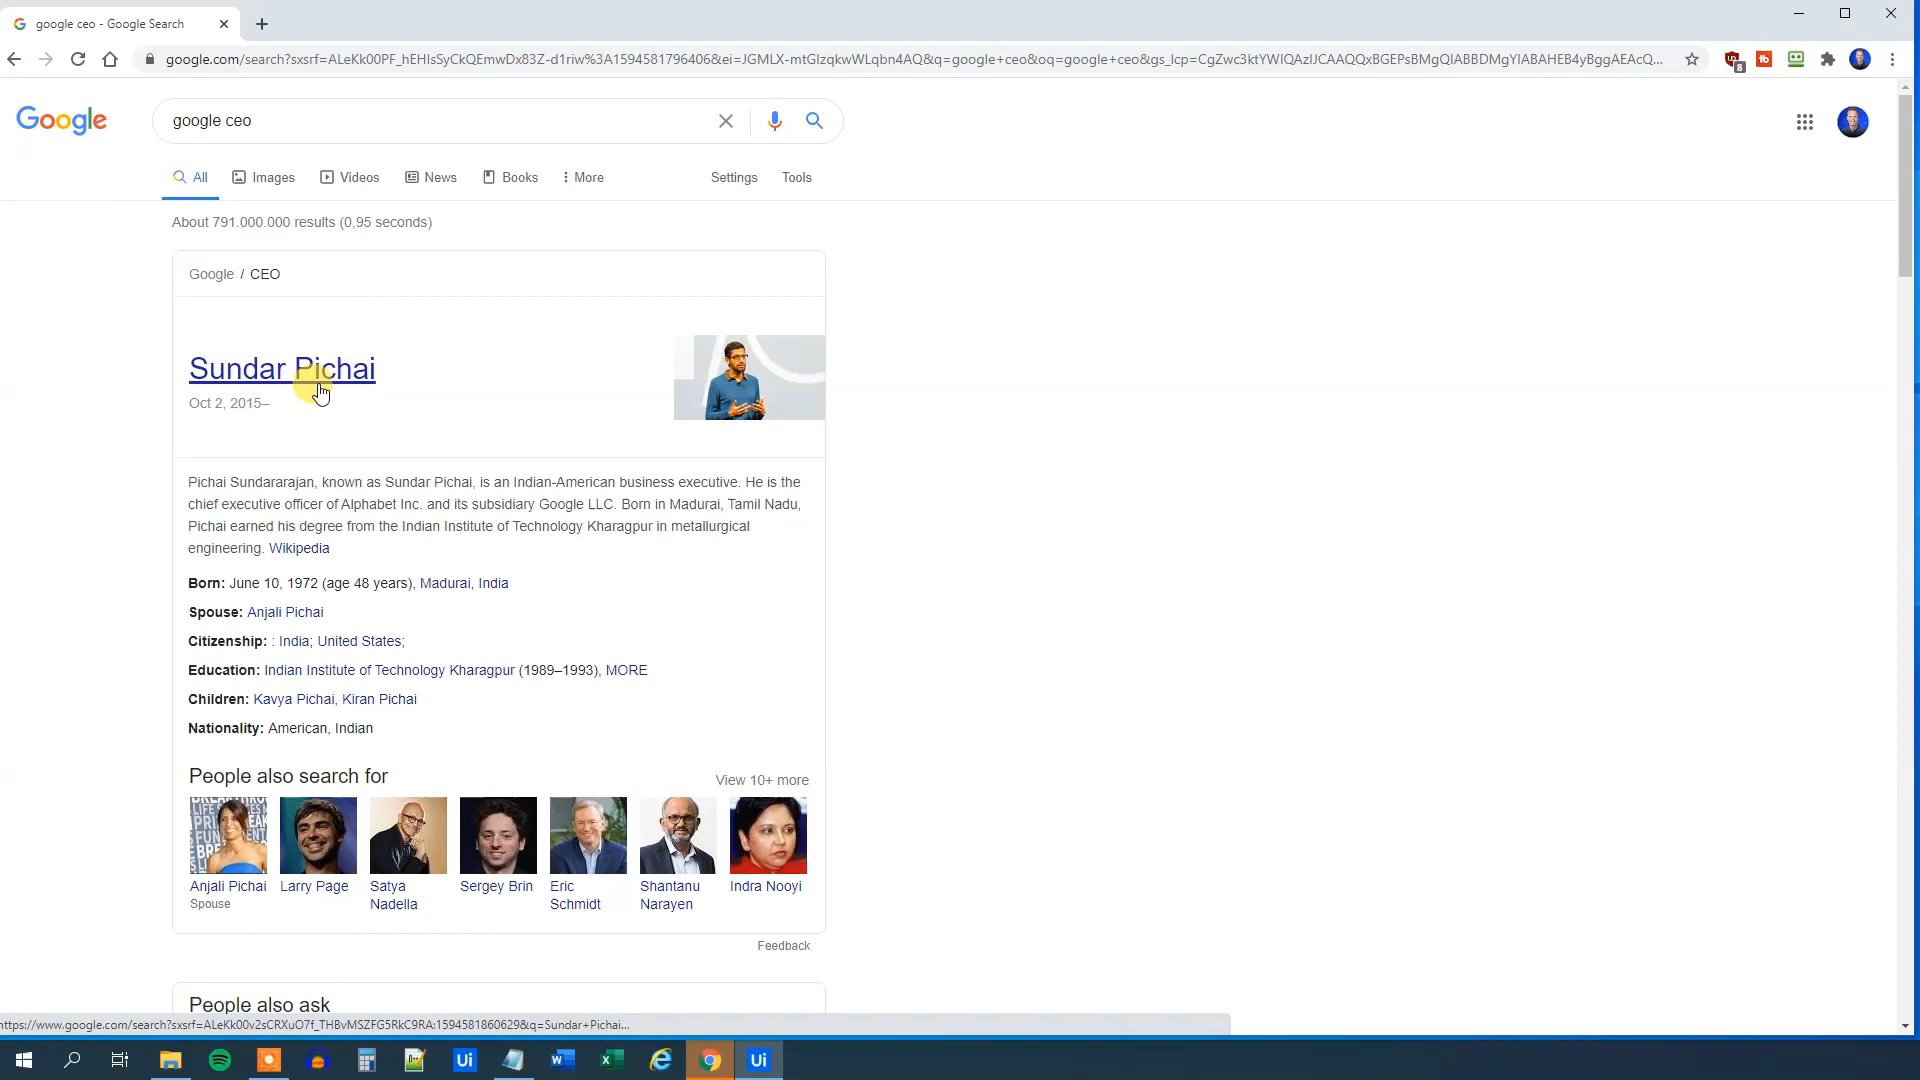 google ceo - Google Search
google.com/search?sxsrf=ALeKk00PF_hEHIsSyCkQEmwDx83Z-d1riw%3A1594581796406&ei=JGMLX-mtGIzqkwWLqbn4AQ&q=google+ceo&oq=google+ceo&gs_lcp=CgZwc3ktYWIQAzIJCAAQQxBGEPsBMgQIABBDMgYIABAHEB4yBggAEAcQ...
8
Google
google ceo
All Images Videos News Books More Settings Tools
About 791.000.000 results (0,95 seconds)
Google / CEO
Sundar Pichai
Oct 2, 2015–
Pichai Sundararajan, known as Sundar Pichai, is an Indian-American business executive. He is the
chief executive officer of Alphabet Inc. and its subsidiary Google LLC. Born in Madurai, Tamil Nadu,
Pichai earned his degree from the Indian Institute of Technology Kharagpur in metallurgical
engineering. Wikipedia
Born: June 10, 1972 (age 48 years), Madurai, India
Spouse: Anjali Pichai
Citizenship: : India; United States;
Education: Indian Institute of Technology Kharagpur (1989–1993), MORE
Children: Kavya Pichai, Kiran Pichai
Nationality: American, Indian
People also search for
View 10+ more
Anjali Pichai Larry Page Satya Sergey Brin Eric Shantanu Indra Nooyi
Spouse Nadella Schmidt Narayen
Feedback
People also ask
https://www.google.com/search?sxsrf=ALeKk00v2sCRXuO7f_THBvMSZFG5RkC9RA:1594581860629&q=Sundar+Pichai...
Ui
Ui